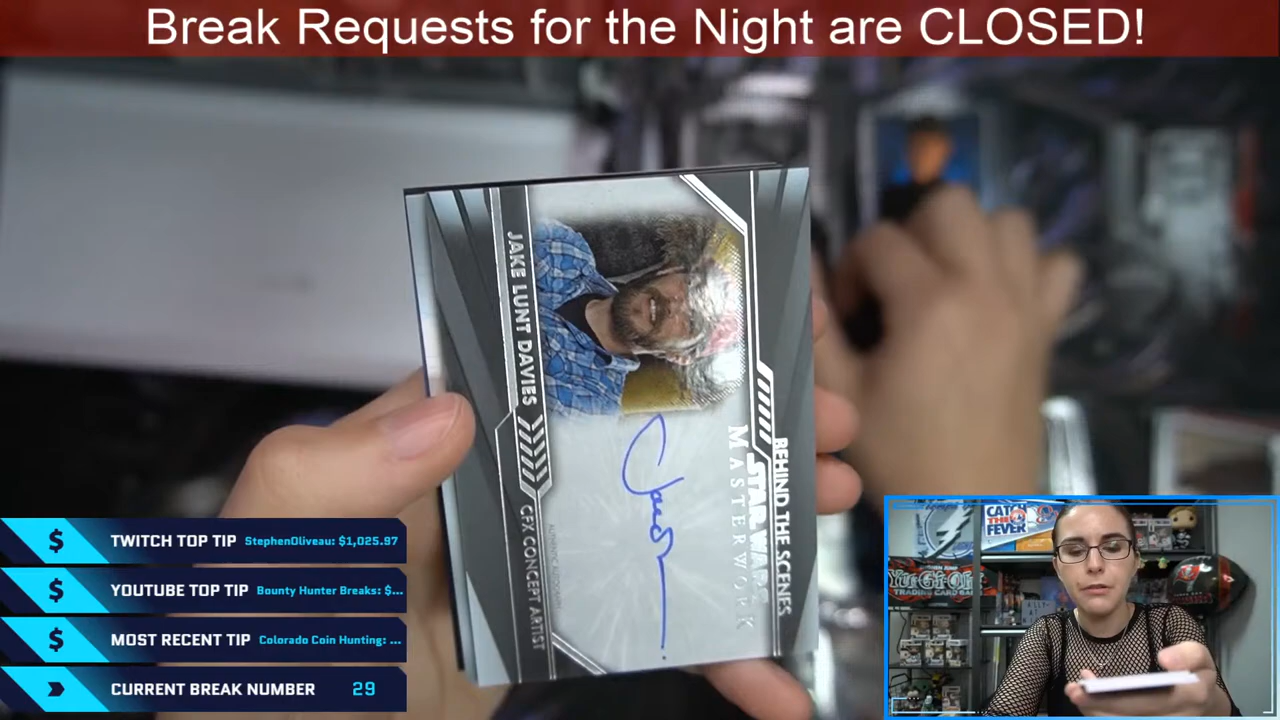 Break Requests for the Night are CLOSED!
JAKE LUNT DAVIES
CFX CONCEPT ARTIST
BEHIND THE SCENES
STAR WARS
MASTERWORK
$ TWITCH TOP TIP StephenOliveau: $1,025.97
$ YOUTUBE TOP TIP Bounty Hunter Breaks: $...
$ MOST RECENT TIP Colorado Coin Hunting: ...
CURRENT BREAK NUMBER 29
CATCH
THE
FEVER
Yu-Gi-Oh!
TRADING CARD